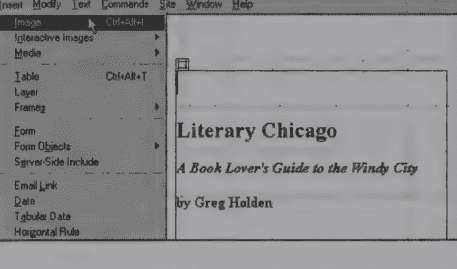 Insert Modify Text Commands Site Window Help
Image Ctrl+Alt+I
Interactive Images
Media
Table Ctrl+Alt+T
Layer
Frames
Form
Form Objects
Server-Side Include
Email Link
Date
Tabular Data
Horizontal Rule
Literary Chicago
A Book Lover's Guide to the Windy City
by Greg Holden